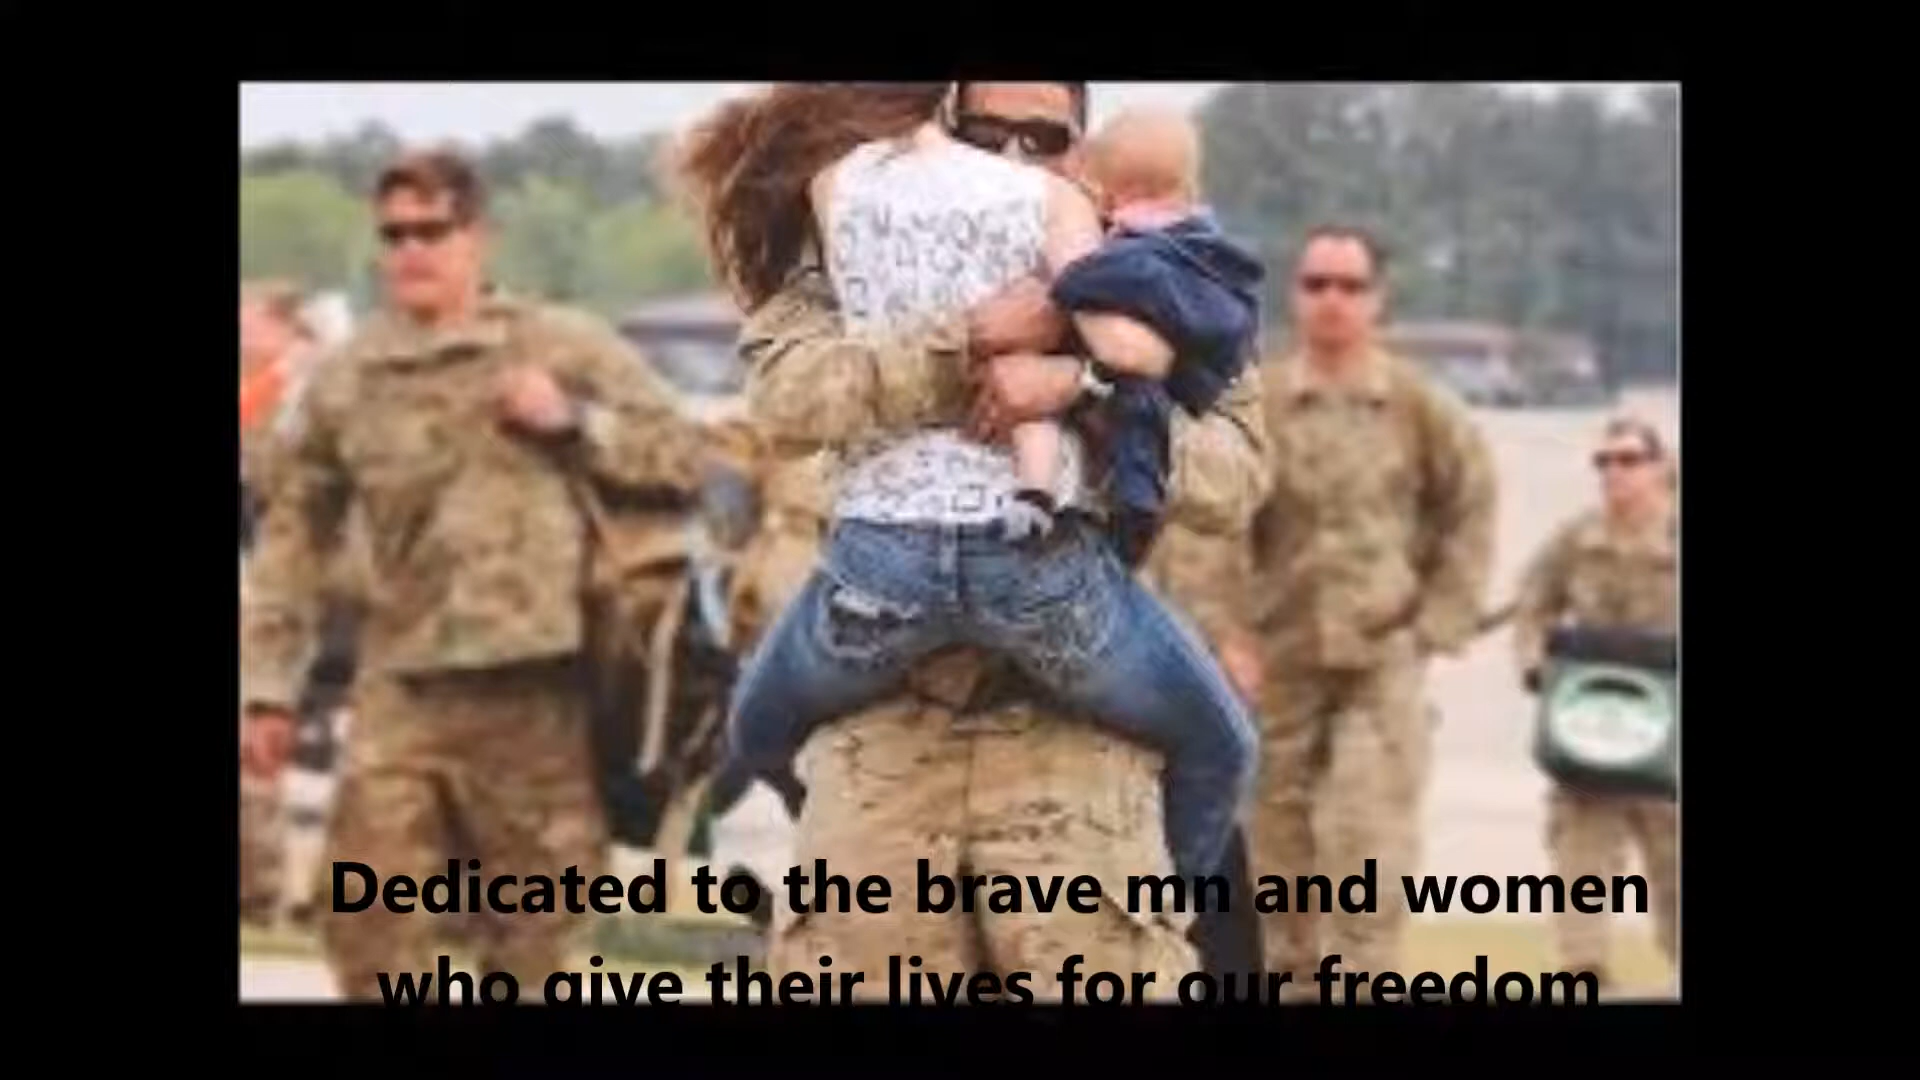 Dedicated to the brave mn and women
who give their lives for our freedom